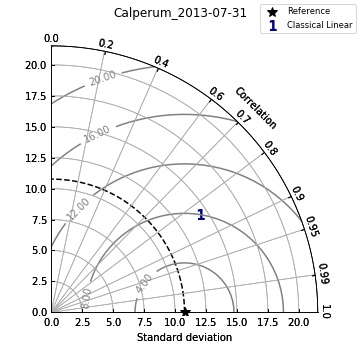 Calperum_2013-07-31
Reference
1 Classical Linear
0.0 0.2 0.4 0.6 0.7 0.8 0.9 0.95 0.99 1.0
Correlation
20.0
17.5
15.0
12.5
10.0
7.5
5.0
2.5
0.0
20.00
16.00
12.00
8.00
4.00
1
0.0 2.5 5.0 7.5 10.0 12.5 15.0 17.5 20.0
Standard deviation